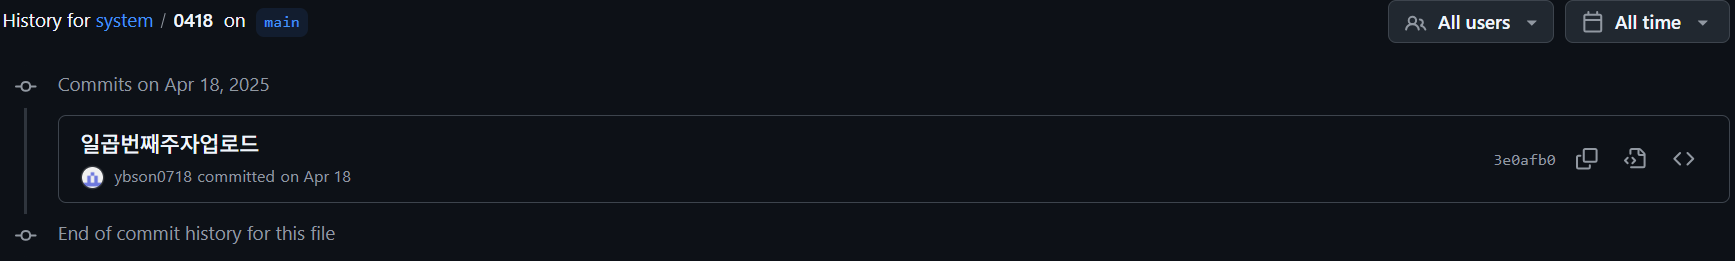 History for system / 0418 on main
All users
All time
Commits on Apr 18, 2025
일곱번째주자업로드
ybson0718 committed on Apr 18
3e0afb0
End of commit history for this file